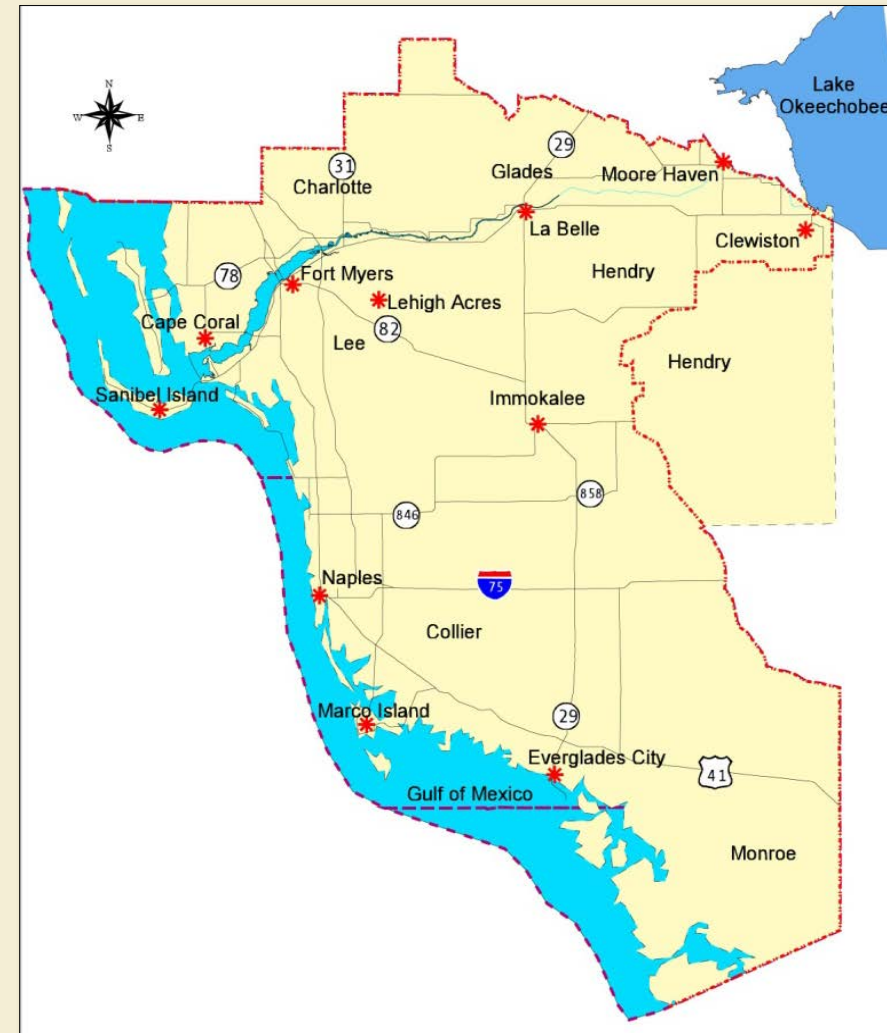 Lake
Okeechobee
N
W E
S
29
31
Glades
Moore Haven
Charlotte
La Belle
Clewiston
78
Fort Myers
Hendry
Lehigh Acres
Cape Coral
82
Lee
Hendry
Sanibel Island
Immokalee
858
846
Naples
75
Collier
Marco Island
29
Everglades City
41
Gulf of Mexico
Monroe